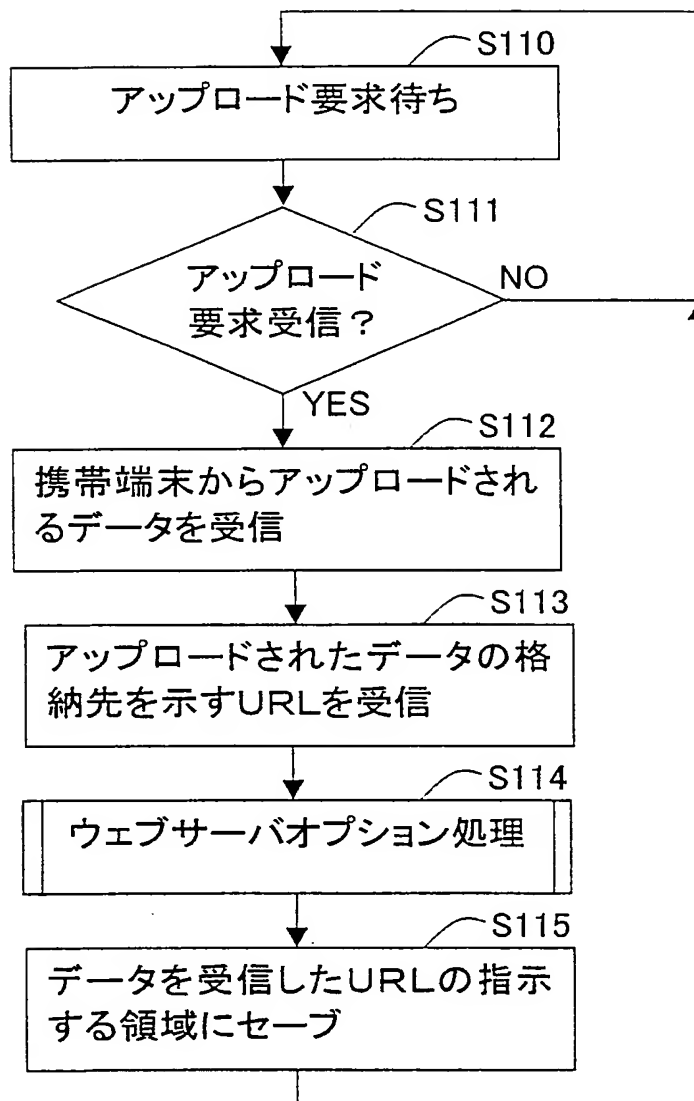 S110
アップロード要求待ち
S111
アップロード
要求受信？
NO
YES
S112
携帯端末からアップロードされ
るデータを受信
S113
アップロードされたデータの格
納先を示すURLを受信
S114
ウェブサーバオプション処理
S115
データを受信したURLの指示
する領域にセーブ